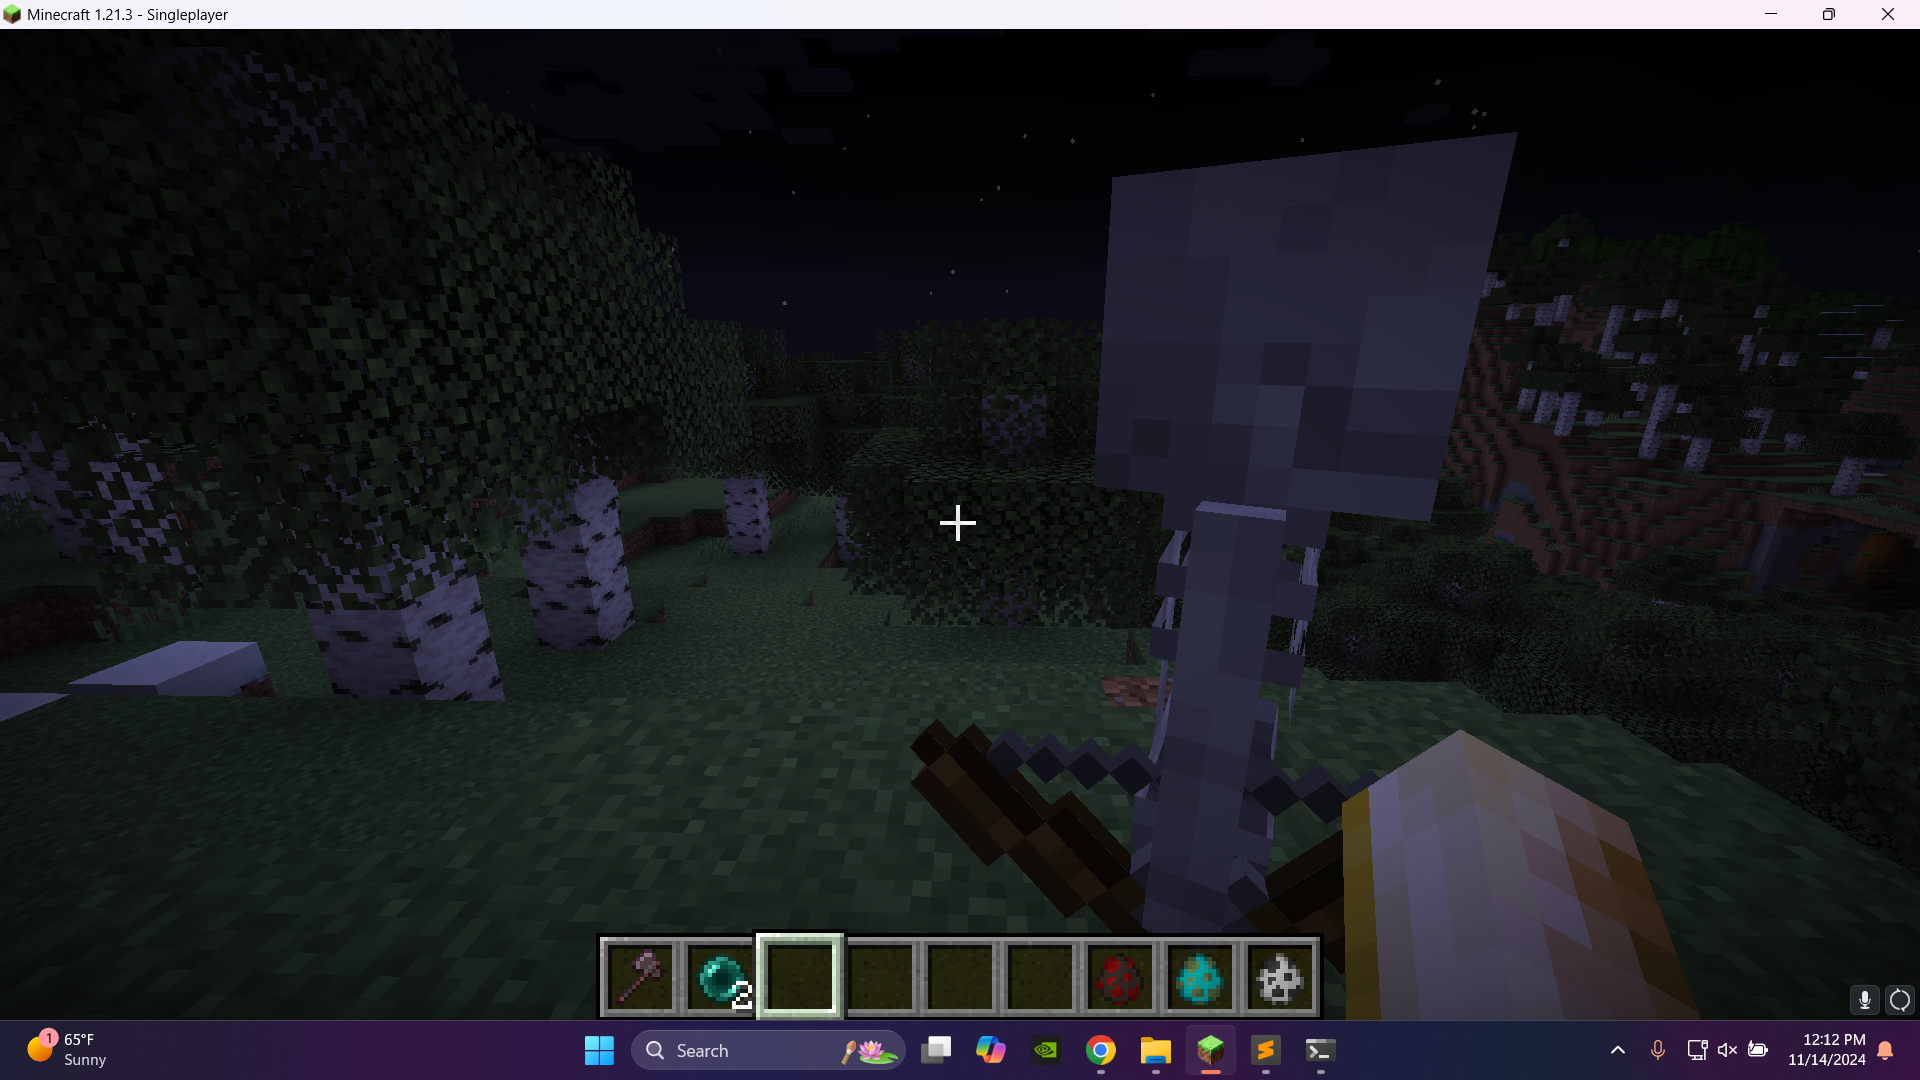 Minecraft 1.21.3 - Singleplayer
2
1
65°F
Sunny
Search
12:12 PM
11/14/2024